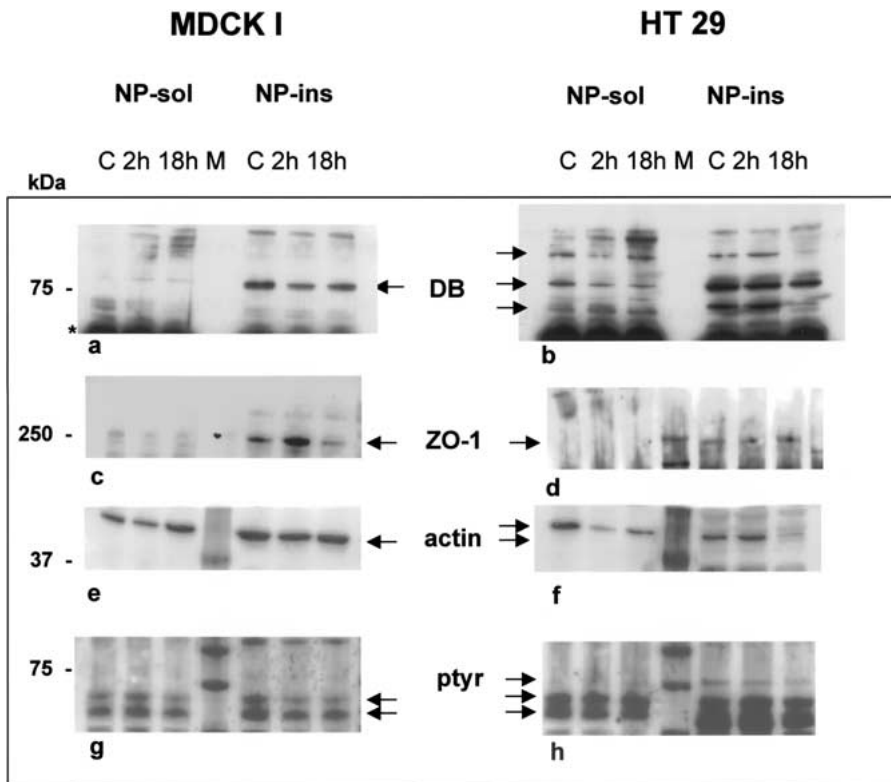 MDCK I HT 29
NP-sol NP-ins NP-sol NP-ins
C 2h 18h M C 2h 18h C 2h 18h M C 2h 18h
kDa
75 - DB
*
a b
250 - ZO-1
c d
actin
37 -
e f
75 - ptyr
g h